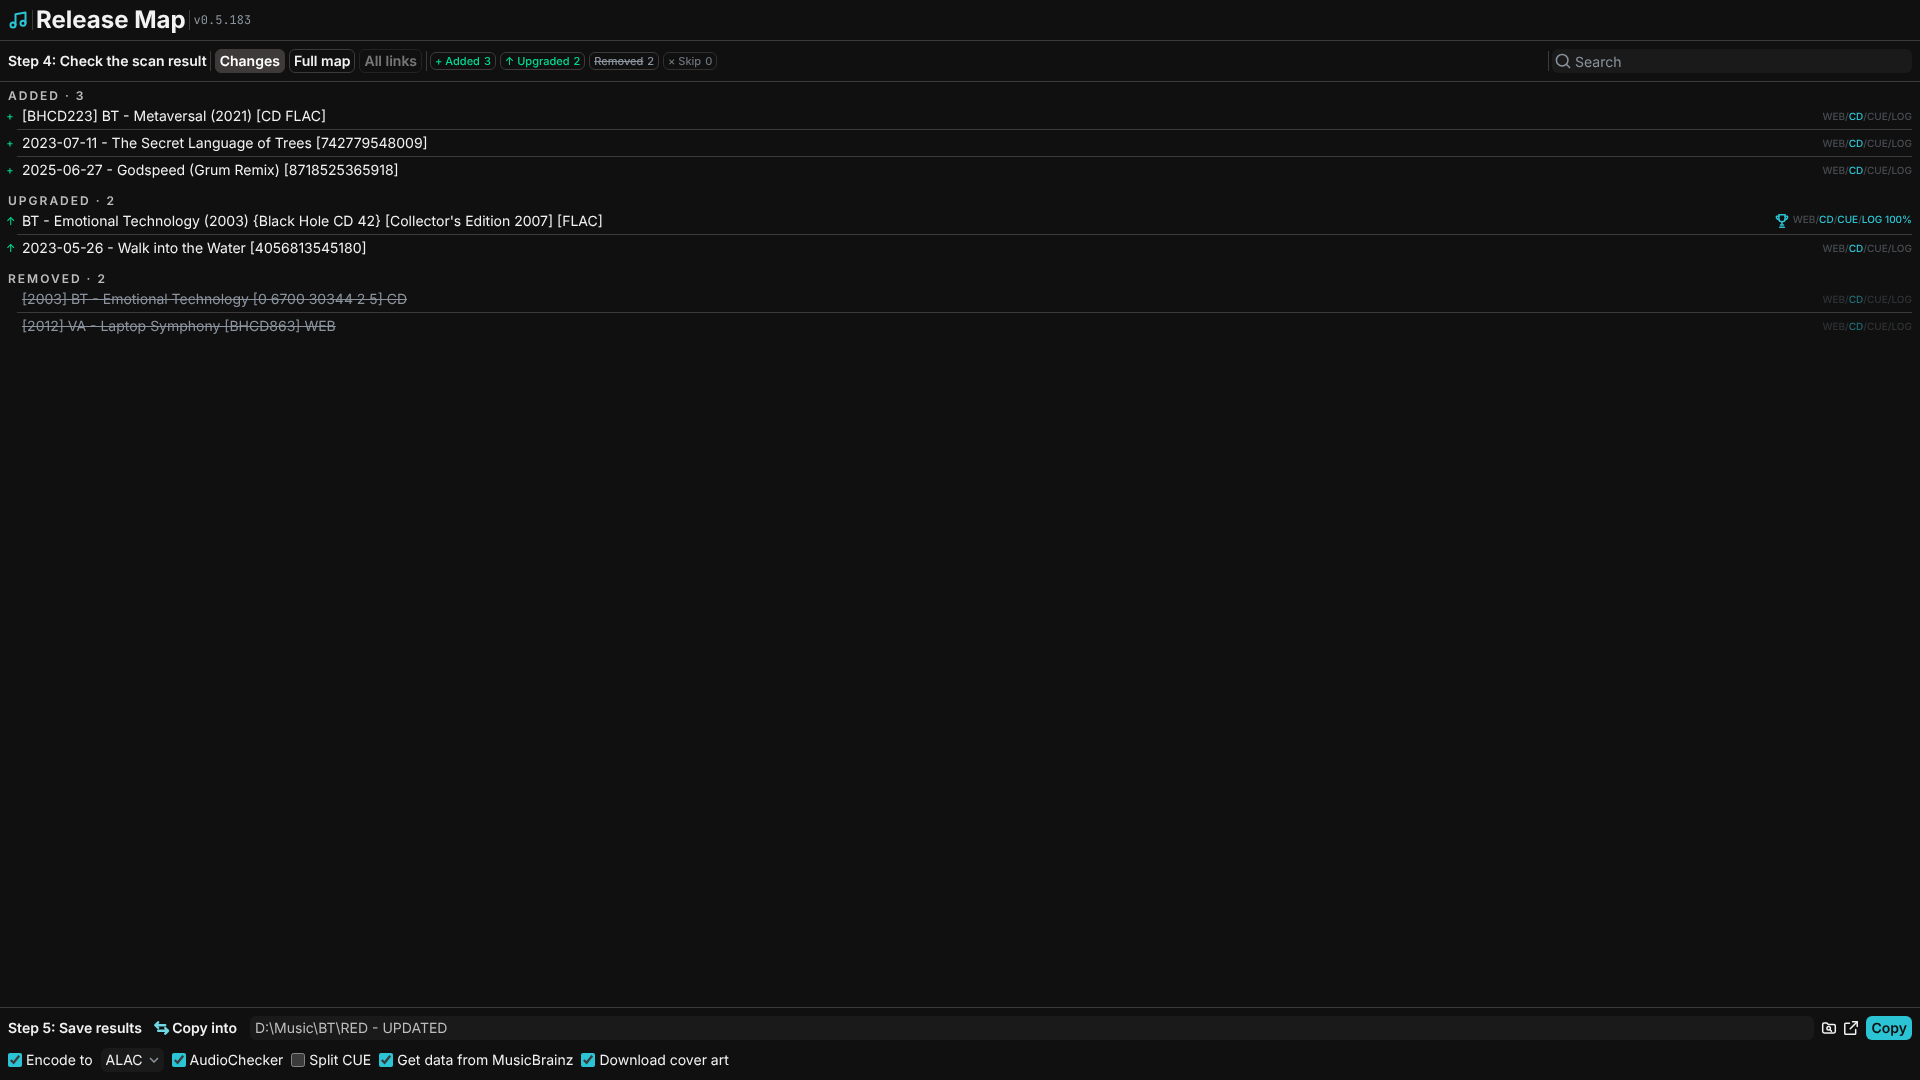 Release Map v0.5.183
Step 4: Check the scan result Changes Full map All links + Added 3 ↑ Upgraded 2 Removed 2 × Skip 0 Search
ADDED · 3
+ [BHCD223] BT - Metaversal (2021) [CD FLAC] WEB/CD/CUE/LOG
+ 2023-07-11 - The Secret Language of Trees [742779548009] WEB/CD/CUE/LOG
+ 2025-06-27 - Godspeed (Grum Remix) [8718525365918] WEB/CD/CUE/LOG
UPGRADED · 2
↑ BT - Emotional Technology (2003) {Black Hole CD 42} [Collector's Edition 2007] [FLAC] WEB/CD/CUE/LOG 100%
↑ 2023-05-26 - Walk into the Water [4056813545180] WEB/CD/CUE/LOG
REMOVED · 2
[2003] BT - Emotional Technology [0 6700 30344 2 5] CD WEB/CD/CUE/LOG
[2012] VA - Laptop Symphony [BHCD863] WEB WEB/CD/CUE/LOG
Step 5: Save results Copy into D:\Music\BT\RED - UPDATED Copy
Encode to ALAC AudioChecker Split CUE Get data from MusicBrainz Download cover art